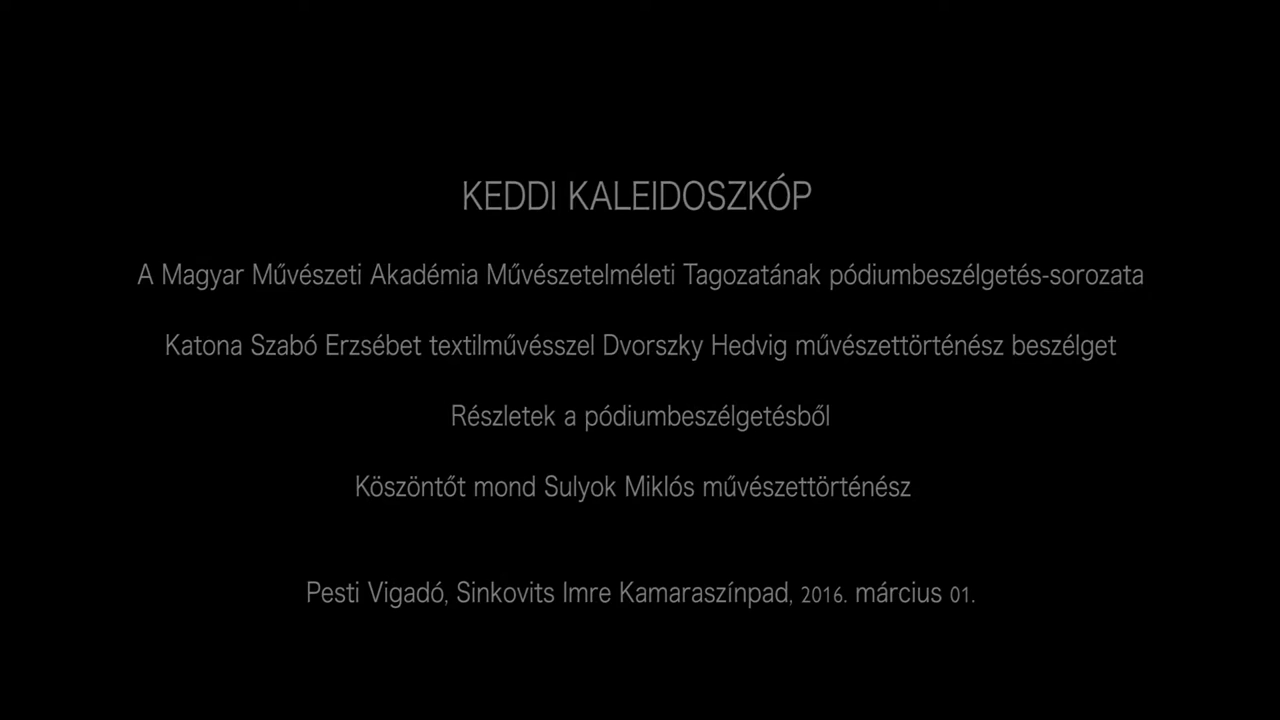 KEDDI KALEIDOSZKÓP
A Magyar Művészeti Akadémia Művészetelméleti Tagozatának pódiumbeszélgetés-sorozata
Katona Szabó Erzsébet textilművésszel Dvorszky Hedvig művészettörténész beszélget
Részletek a pódiumbeszélgetésből
Köszöntőt mond Sulyok Miklós művészettörténész
Pesti Vigadó, Sinkovits Imre Kamaraszínpad, 2016. március 01.